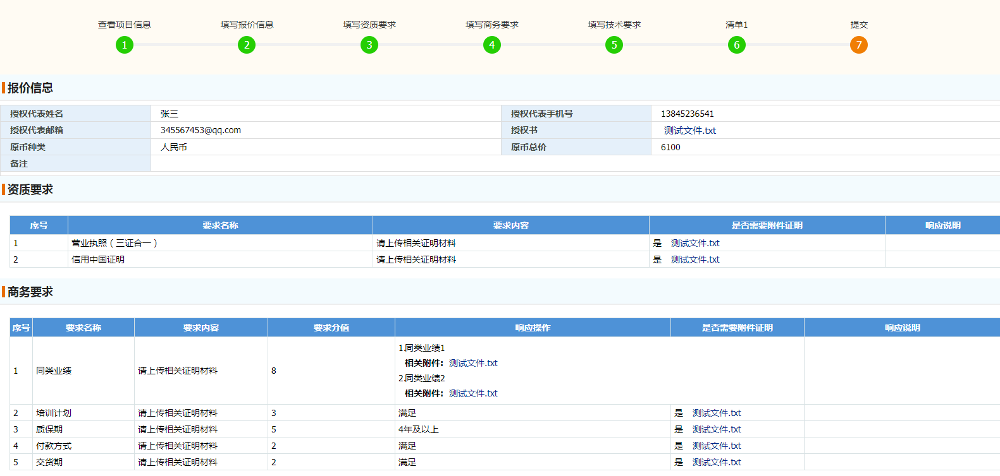 查看项目信息 填写报价信息 填写资质要求 填写商务要求 填写技术要求 清单1 提交
1 2 3 4 5 6 7
报价信息
授权代表姓名 张三 授权代表手机号 13845236541
授权代表邮箱 345567453@qq.com 授权书 测试文件.txt
原币种类 人民币 原币总价 6100
备注
资质要求
序号 要求名称 要求内容 是否需要附件证明 响应说明
1 营业执照（三证合一） 请上传相关证明材料 是 测试文件.txt
2 信用中国证明 请上传相关证明材料 是 测试文件.txt
商务要求
序号 要求名称 要求内容 要求分值 响应操作 是否需要附件证明 响应说明
1 同类业绩 请上传相关证明材料 8
1.同类业绩1
相关附件: 测试文件.txt
2.同类业绩2
相关附件: 测试文件.txt
2 培训计划 请上传相关证明材料 3 满足 是 测试文件.txt
3 质保期 请上传相关证明材料 5 4年及以上 是 测试文件.txt
4 付款方式 请上传相关证明材料 2 满足 是 测试文件.txt
5 交货期 请上传相关证明材料 2 满足 是 测试文件.txt